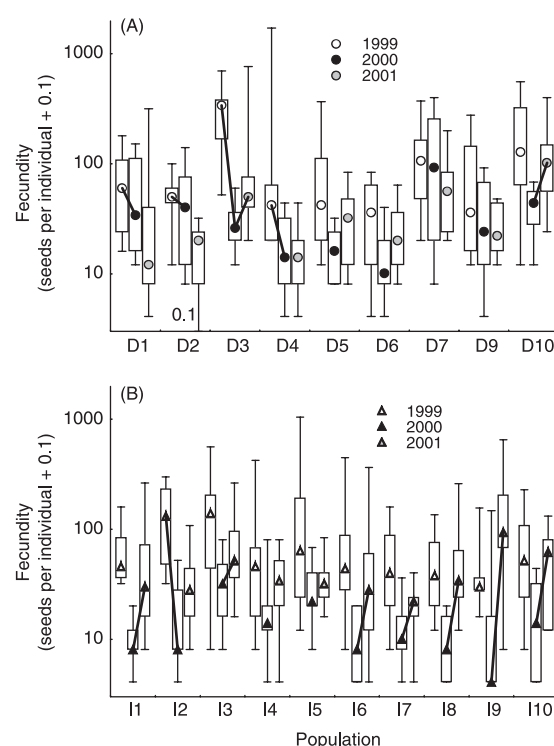 (A)
1999
2000
2001
Fecundity
(seeds per individual + 0.1)
1000
100
10
0.1
D1 D2 D3 D4 D5 D6 D7 D9 D10
(B)
1999
2000
2001
Fecundity
(seeds per individual + 0.1)
1000
100
10
I1 I2 I3 I4 I5 I6 I7 I8 I9 I10
Population